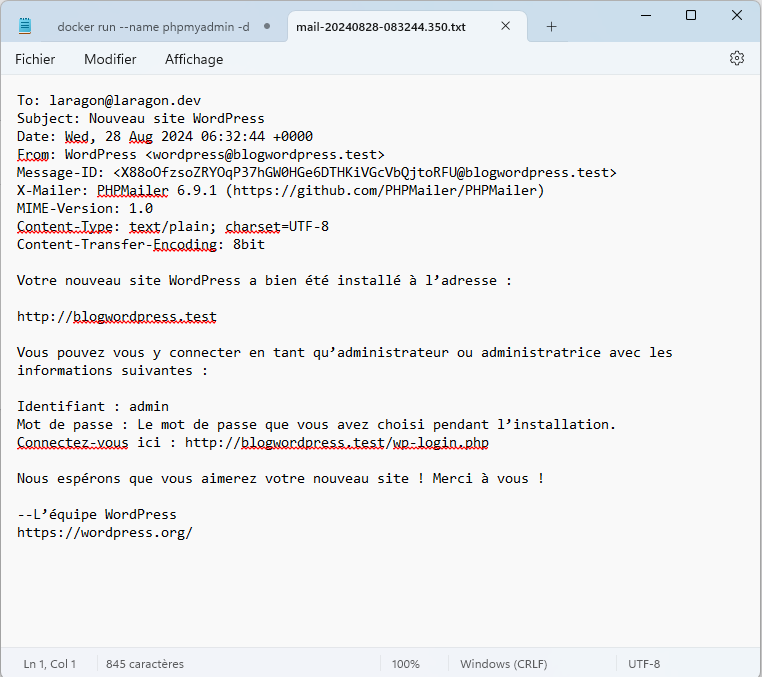 docker run --name phpmyadmin -d
mail-20240828-083244.350.txt
Fichier Modifier Affichage
To: laragon@laragon.dev
Subject: Nouveau site WordPress
Date: Wed, 28 Aug 2024 06:32:44 +0000
From: WordPress <wordpress@blogwordpress.test>
Message-ID: <X88oOfzsoZRYOqP37hGW0HGe6DTHKiVGcVbQjtoRFU@blogwordpress.test>
X-Mailer: PHPMailer 6.9.1 (https://github.com/PHPMailer/PHPMailer)
MIME-Version: 1.0
Content-Type: text/plain; charset=UTF-8
Content-Transfer-Encoding: 8bit
Votre nouveau site WordPress a bien été installé à l’adresse :
http://blogwordpress.test
Vous pouvez vous y connecter en tant qu’administrateur ou administratrice avec les
informations suivantes :
Identifiant : admin
Mot de passe : Le mot de passe que vous avez choisi pendant l’installation.
Connectez-vous ici : http://blogwordpress.test/wp-login.php
Nous espérons que vous aimerez votre nouveau site ! Merci à vous !
--L’équipe WordPress
https://wordpress.org/
Ln 1, Col 1 845 caractères 100% Windows (CRLF) UTF-8